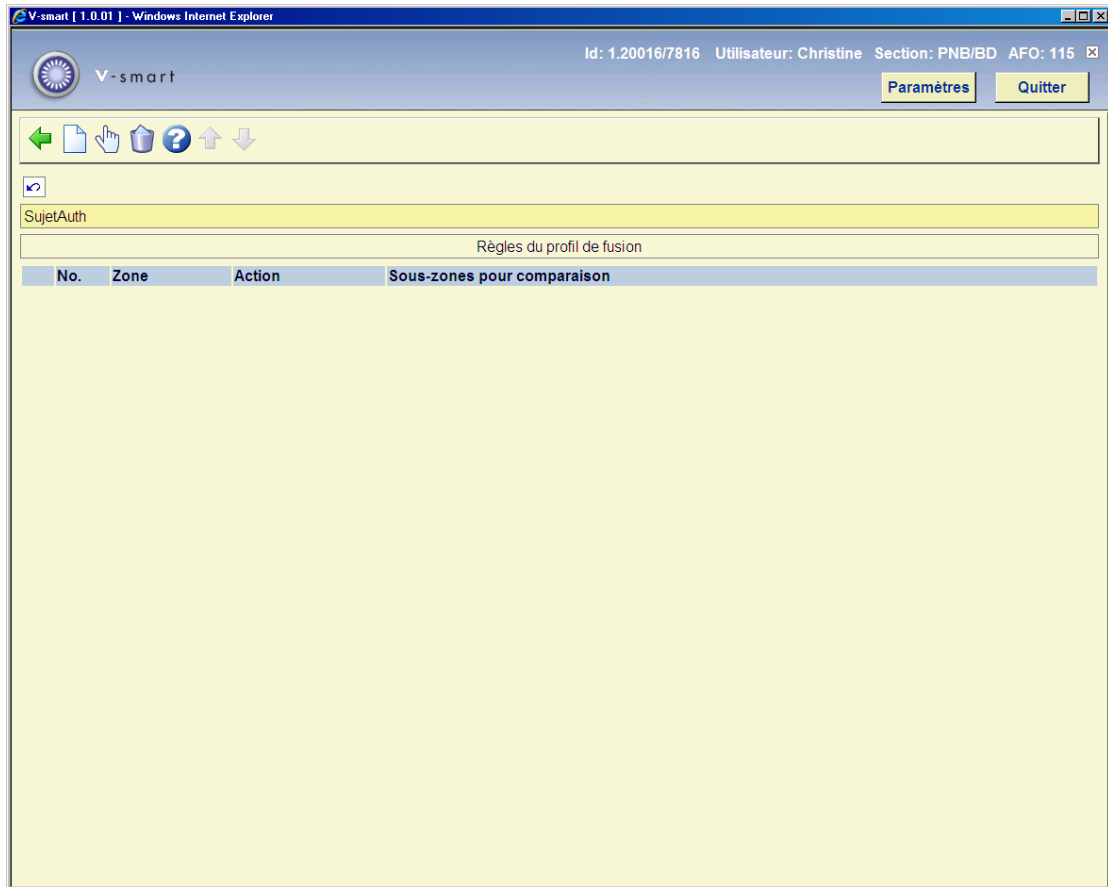 V-smart [ 1.0.01 ] - Windows Internet Explorer
Id: 1.20016/7816 Utilisateur: Christine Section: PNB/BD AFO: 115
V-smart
Paramètres Quitter
SujetAuth
Règles du profil de fusion
No. Zone Action Sous-zones pour comparaison